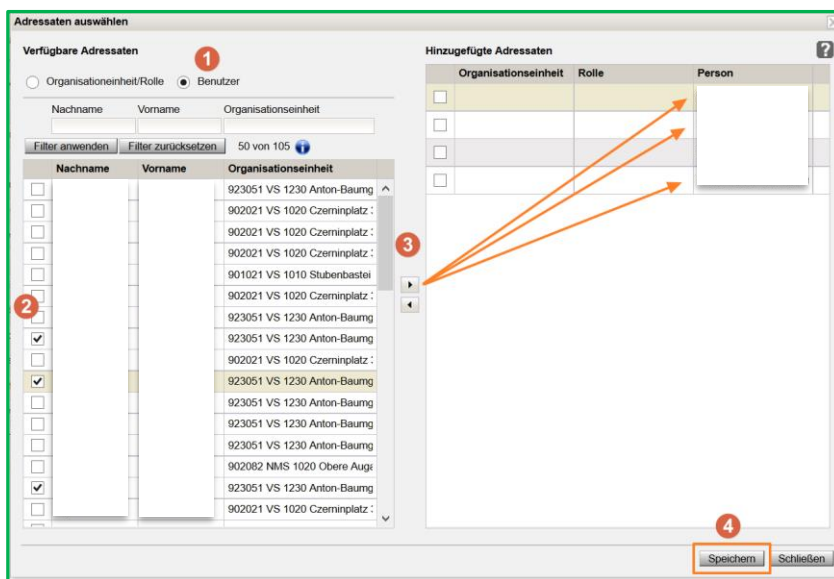 Adressaten auswählen
Verfügbare Adressaten
1
Organisationeinheit/Rolle Benutzer
Nachname Vorname Organisationseinheit
Filter anwenden Filter zurücksetzen 50 von 105
Nachname Vorname Organisationseinheit
923051 VS 1230 Anton-Baumg
902021 VS 1020 Czerninplatz
902021 VS 1020 Czerninplatz
902021 VS 1020 Czerninplatz
901021 VS 1010 Stubenbastei
902021 VS 1020 Czerninplatz
2
923051 VS 1230 Anton-Baumg
923051 VS 1230 Anton-Baumg
902021 VS 1020 Czerninplatz
923051 VS 1230 Anton-Baumg
923051 VS 1230 Anton-Baumg
923051 VS 1230 Anton-Baumg
923051 VS 1230 Anton-Baumg
902082 NMS 1020 Obere Auga
923051 VS 1230 Anton-Baumg
902021 VS 1020 Czerninplatz
3
Hinzugefügte Adressaten ?
Organisationseinheit Rolle Person
4
Speichern Schließen